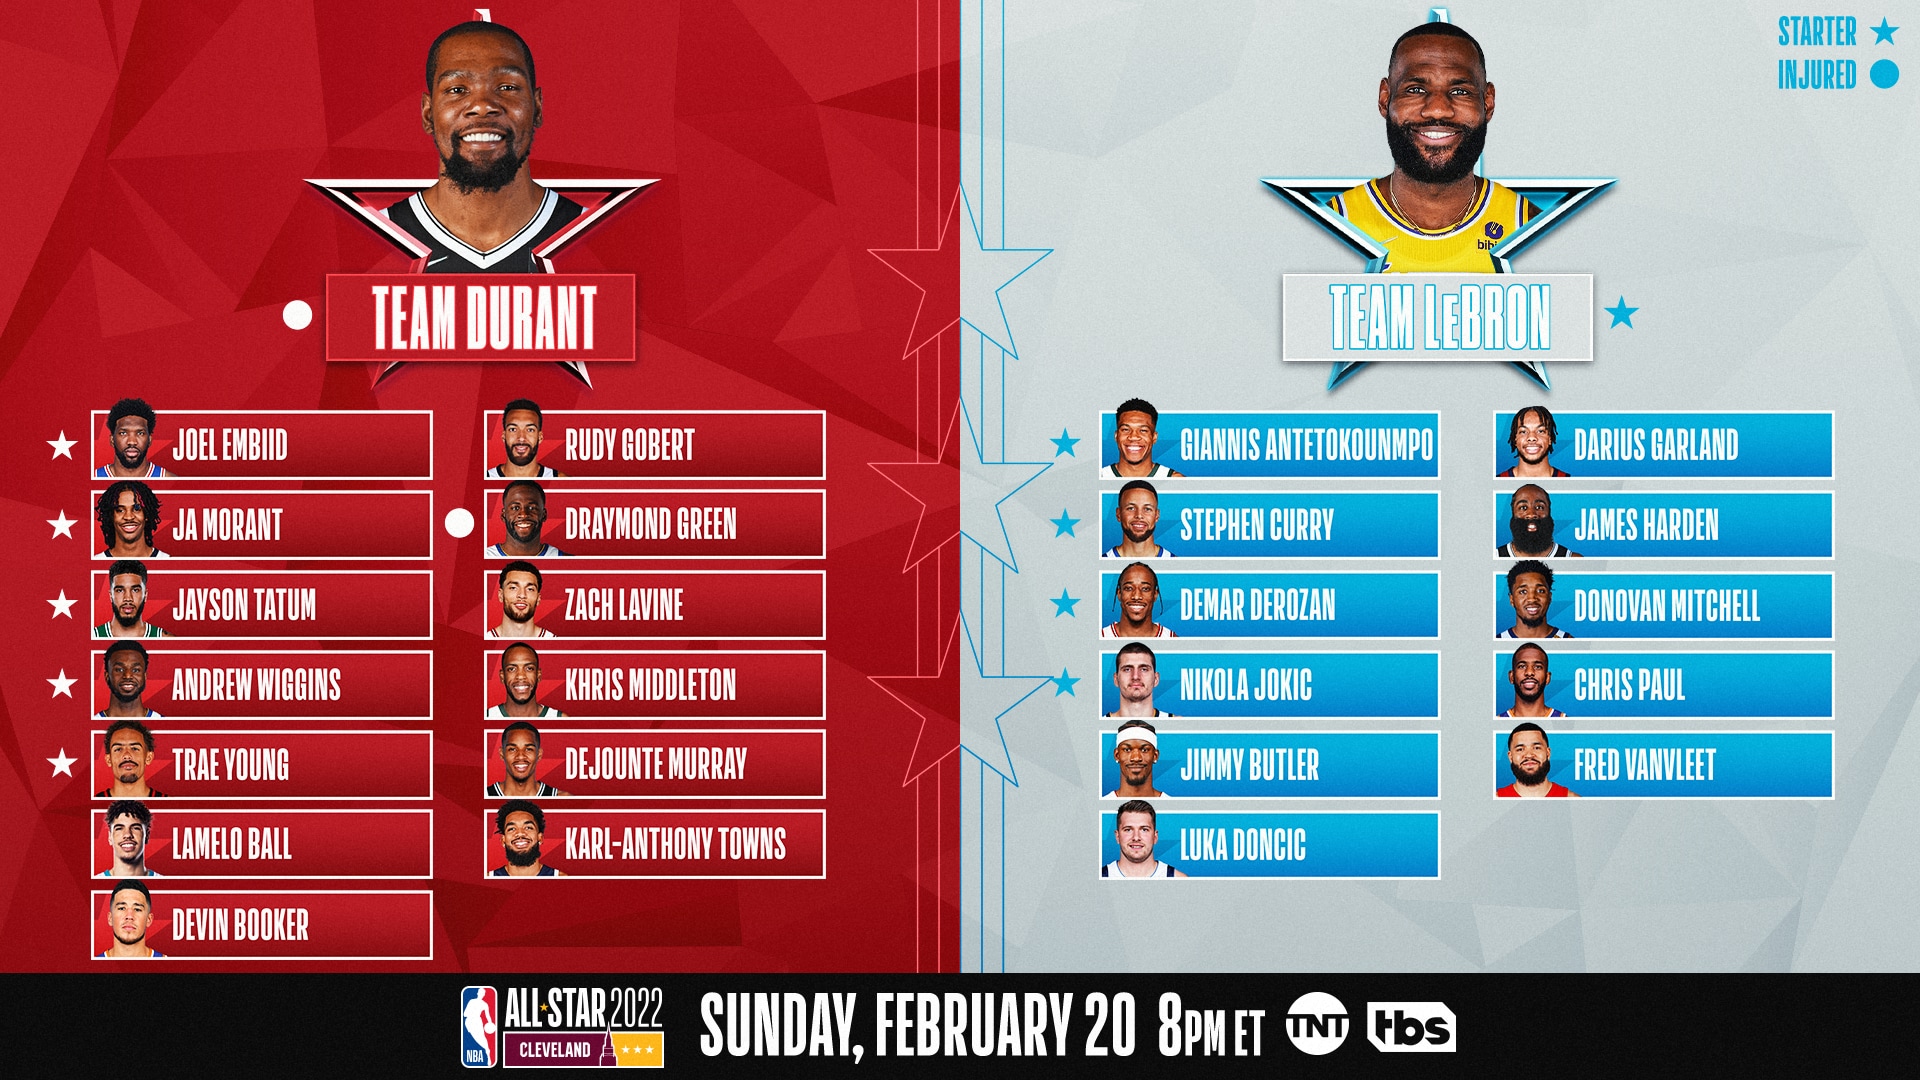 STARTER
INJURED
bibi
TEAM DURANT
JOEL EMBIID
JA MORANT
JAYSON TATUM
ANDREW WIGGINS
TRAE YOUNG
LAMELO BALL
DEVIN BOOKER
RUDY GOBERT
DRAYMOND GREEN
ZACH LAVINE
KHRIS MIDDLETON
DEJOUNTE MURRAY
KARL-ANTHONY TOWNS
TEAM LeBRON
GIANNIS ANTETOKOUNMPO
STEPHEN CURRY
DEMAR DEROZAN
NIKOLA JOKIC
JIMMY BUTLER
LUKA DONCIC
DARIUS GARLAND
JAMES HARDEN
DONOVAN MITCHELL
CHRIS PAUL
FRED VANVLEET
NBA
ALL★STAR 2022
CLEVELAND
SUNDAY, FEBRUARY 20 8PM ET
TNT
tbs